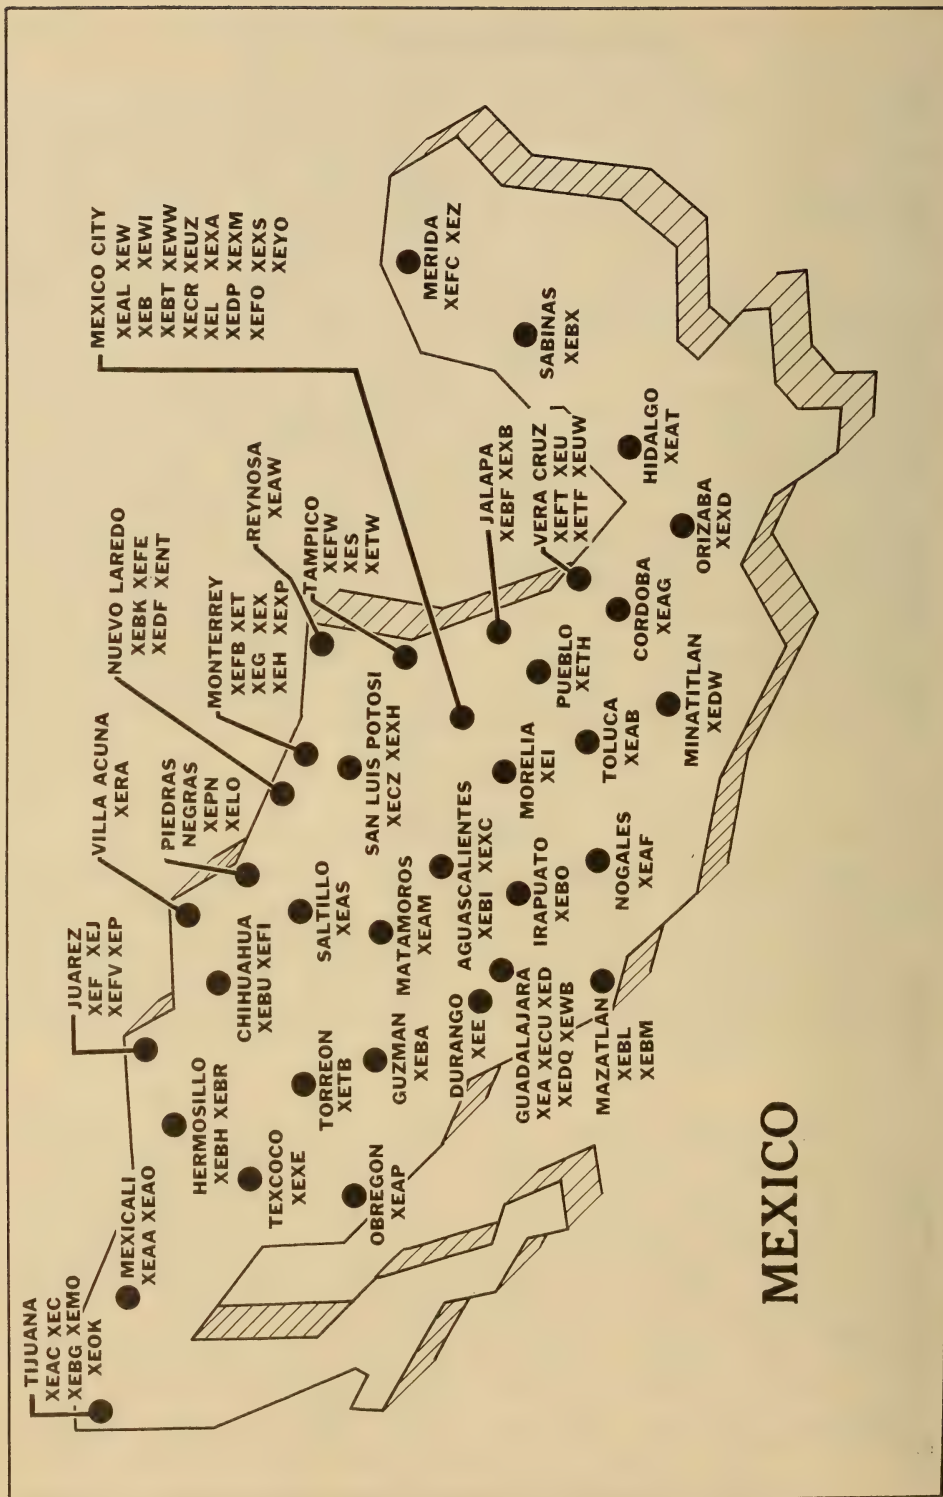 TIJUANA
XEAC XEC
XEBG XEMO
XEOK
MEXICALI
XEAA XEAO
JUAREZ
XEF XEJ
XEFV XEP
VILLA ACUNA
XERA
NUEVO LAREDO
XEBK XEFE
XEDF XENT
MEXICO CITY
XEAL XEW
XEB XEWI
XEBT XEWW
XECR XEUZ
XEL XEXA
XEDP XEXM
XEFO XEXS
XEYO
PIEDRAS
NEGRAS
XEPN
XELO
MONTERREY
XEFB XET
XEG XEX
XEH XEXP
REYNOSA
XEAW
TAMPICO
XEFW
XES
XETW
HERMOSILLO
XEBH XEBR
CHIHUAHUA
XEBU XEFI
TEXCOCO
XEXE
TORREON
XETB
SALTILLO
XEAS
SAN LUIS POTOSI
XECZ XEXH
OBREGON
XEAP
GUZMAN
XEBA
MATAMOROS
XEAM
MERIDA
XEFC XEZ
DURANGO
XEE
AGUASCALIENTES
XEBI XEXC
JALAPA
XEBF XEXB
GUADALAJARA
XEA XECU XED
XEDQ XEWB
IRAPUATO
XEBO
MORELIA
XEI
PUEBLO
XETH
VERA CRUZ
XEFT XEU
XETF XEUW
SABINAS
XEBX
MAZATLAN
XEBL
XEBM
NOGALES
XEAF
TOLUCA
XEAB
CORDOBA
XEAG
HIDALGO
XEAT
MINATITLAN
XEDW
ORIZABA
XEXD
MEXICO